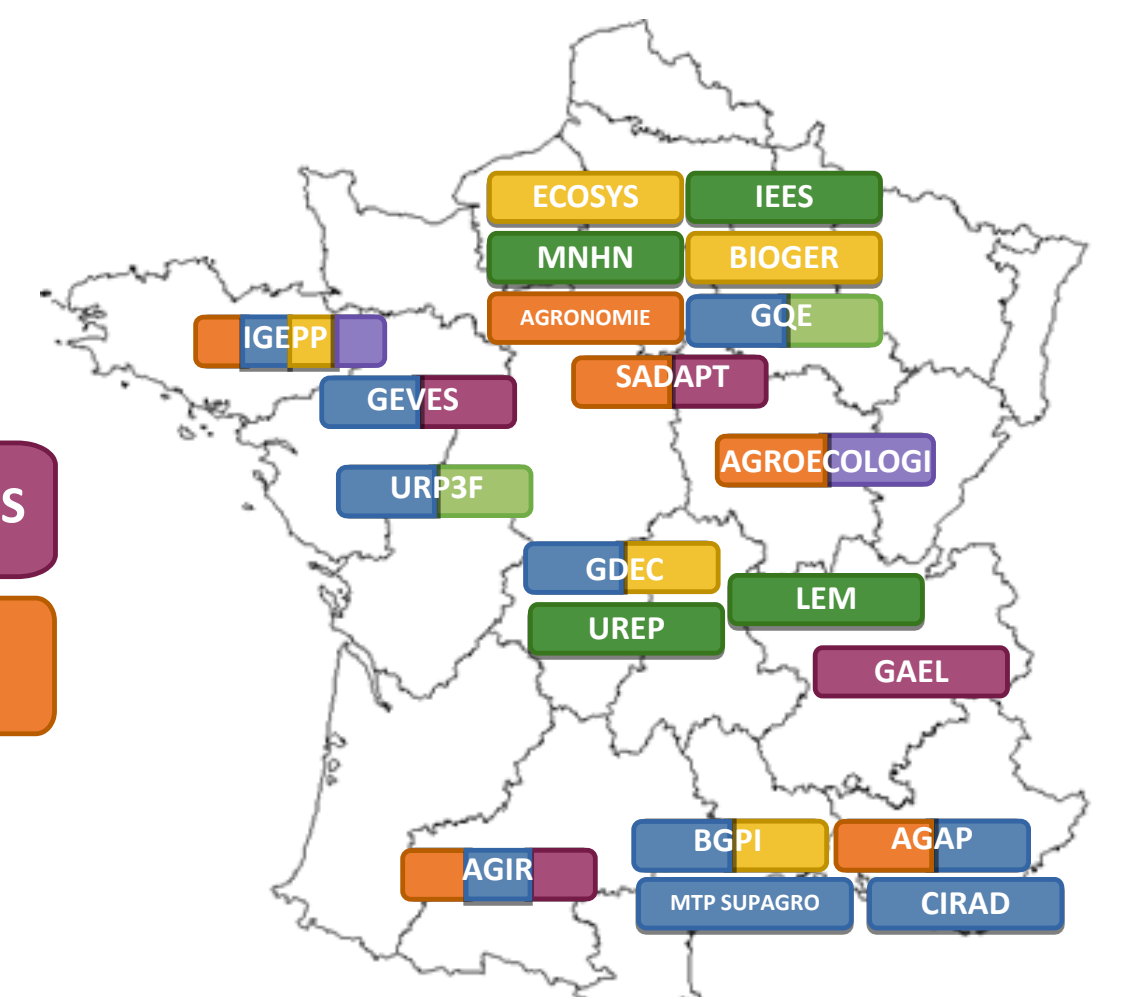 ECOSYS
IEES
MNHN
BIOGER
AGRONOMIE
GQE
IGEPP
SADAPT
GEVES
AGROECOLOGI
S
URP3F
GDEC
LEM
UREP
GAEL
BGPI
AGAP
AGIR
MTP SUPAGRO
CIRAD